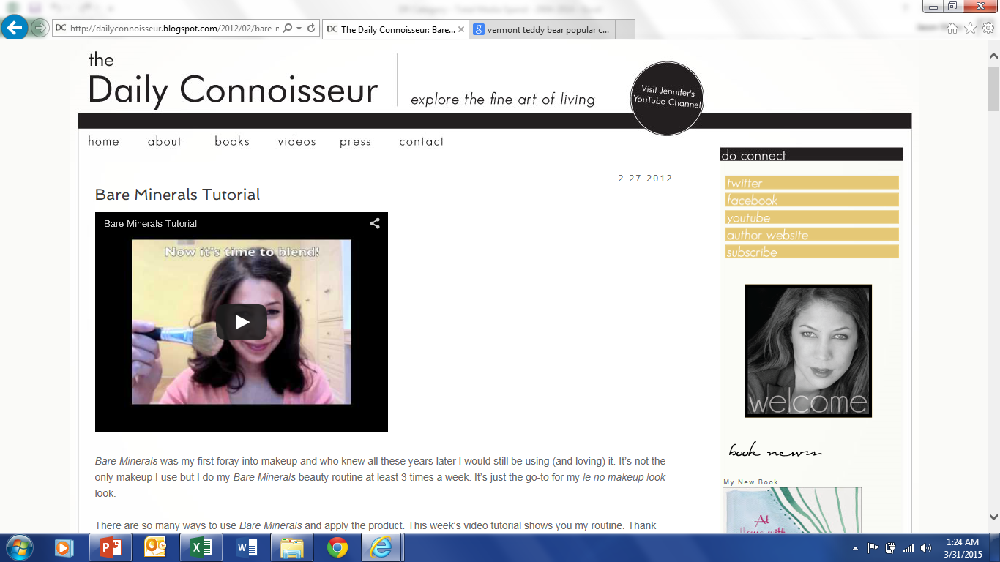 http://dailyconnoisseur.blogspot.com/2012/02/bare-r
DC The Daily Connoisseur: Bare...
vermont teddy bear popular c...
the
Daily Connoisseur
explore the fine art of living
Visit Jennifer's
YouTube Channel
home about books videos press contact
do connect
2.27.2012
twitter
Bare Minerals Tutorial
facebook
youtube
author website
subscribe
Bare Minerals Tutorial
Now it's time to blend!
welcome
book news
Bare Minerals was my first foray into makeup and who knew all these years later I would still be using (and loving) it. It's not the
only makeup I use but I do my Bare Minerals beauty routine at least 3 times a week. It's just the go-to for my le no makeup look
look.
My New Book
At
There are so many ways to use Bare Minerals and apply the product. This week's video tutorial shows you my routine. Thank
1:24 AM
3/31/2015